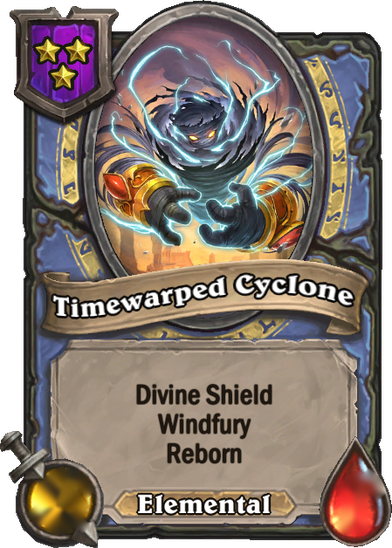 Timewarped Cyclone
Divine Shield
Windfury
Reborn
Elemental